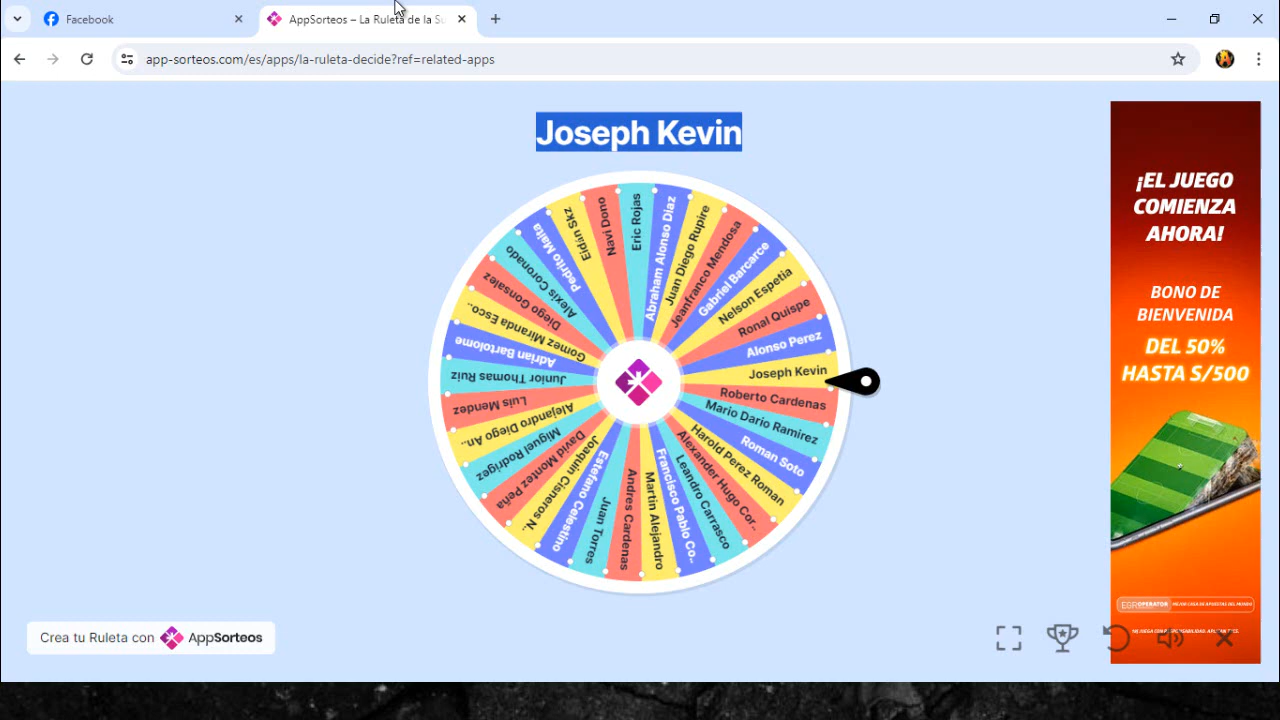 Facebook
AppSorteos – La Ruleta de la Su
app-sorteos.com/es/apps/la-ruleta-decide?ref=related-apps
Joseph Kevin
Eric Rojas
Abraham Alonso Diaz
Juan Diego Rupire
Jeanfranco Mendosa
Gabriel Barcarce
Nelson Espetia
Ronal Quispe
Alonso Perez
Joseph Kevin
Roberto Cardenas
Mario Dario Ramirez
Roman Soto
Harold Perez Roman
Alexander Hugo Cor..
Leandro Carrasco
Francisco Pablo Co..
Martin Alejandro
Andres Cardenas
Juan Torres
Estefano Celestino
Joaquin Cisneros N..
David Montez Peña
Miguel Rodrigez
Alejandro Diego An..
Luis Mendez
Junior Thomas Ruiz
Adrian Bartolome
Gomez Miranda Esco..
Diego Gonsalez
Alexis Coronado
Pedrito Malta
Eidan Skz
Navi Dono
¡EL JUEGO
COMIENZA
AHORA!
BONO DE
BIENVENIDA
DEL 50%
HASTA S/500
EGR OPERATOR
Crea tu Ruleta con AppSorteos